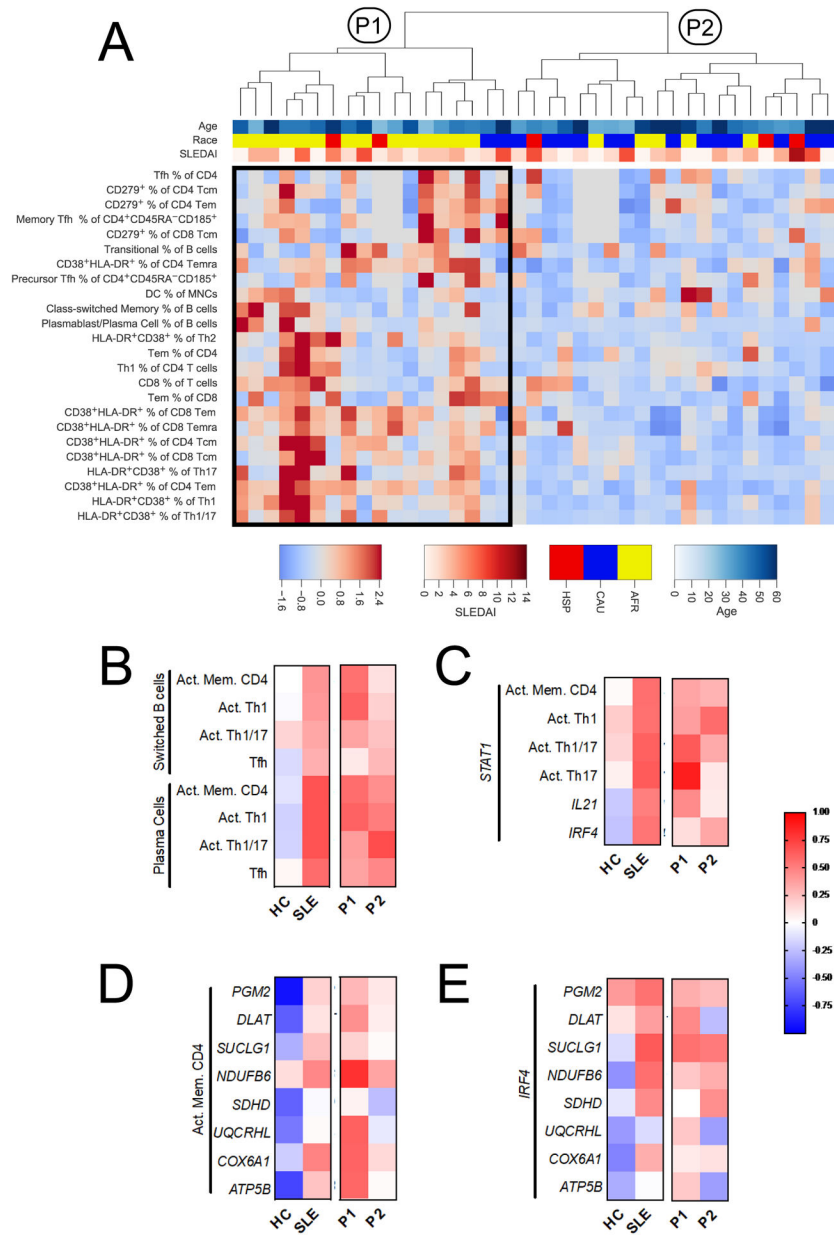 A
P1
P2
Age
Race
SLEDAI
Tfh % of CD4
CD279⁺ % of CD4 Tcm
CD279⁺ % of CD4 Tem
Memory Tfh % of CD4⁺CD45RA⁻CD185⁺
CD279⁺ % of CD8 Tcm
Transitional % of B cells
CD38⁺HLA-DR⁺ % of CD4 Temra
Precursor Tfh % of CD4⁺CD45RA⁻CD185⁺
DC % of MNCs
Class-switched Memory % of B cells
Plasmablast/Plasma Cell % of B cells
HLA-DR⁺CD38⁺ % of Th2
Tem % of CD4
Th1 % of CD4 T cells
CD8 % of T cells
Tem % of CD8
CD38⁺HLA-DR⁺ % of CD8 Tem
CD38⁺HLA-DR⁺ % of CD8 Temra
CD38⁺HLA-DR⁺ % of CD4 Tcm
CD38⁺HLA-DR⁺ % of CD8 Tcm
HLA-DR⁺CD38⁺ % of Th17
CD38⁺HLA-DR⁺ % of CD4 Tem
HLA-DR⁺CD38⁺ % of Th1
HLA-DR⁺CD38⁺ % of Th1/17
-1.6 -0.8 0.0 0.8 1.6 2.4
0 2 4 6 8 10 12 14
SLEDAI
HSP CAU AFR
0 10 20 30 40 50 60
Age
B
Switched B cells
Act. Mem. CD4
Act. Th1
Act. Th1/17
Tfh
Plasma Cells
Act. Mem. CD4
Act. Th1
Act. Th1/17
Tfh
HC SLE P1 P2
C
STAT1
Act. Mem. CD4
Act. Th1
Act. Th1/17
Act. Th17
IL21
IRF4
HC SLE P1 P2
1.00
0.75
0.50
0.25
0
-0.25
-0.50
-0.75
D
Act. Mem. CD4
PGM2
DLAT
SUCLG1
NDUFB6
SDHD
UQCRHL
COX6A1
ATP5B
HC SLE P1 P2
E
IRF4
PGM2
DLAT
SUCLG1
NDUFB6
SDHD
UQCRHL
COX6A1
ATP5B
HC SLE P1 P2